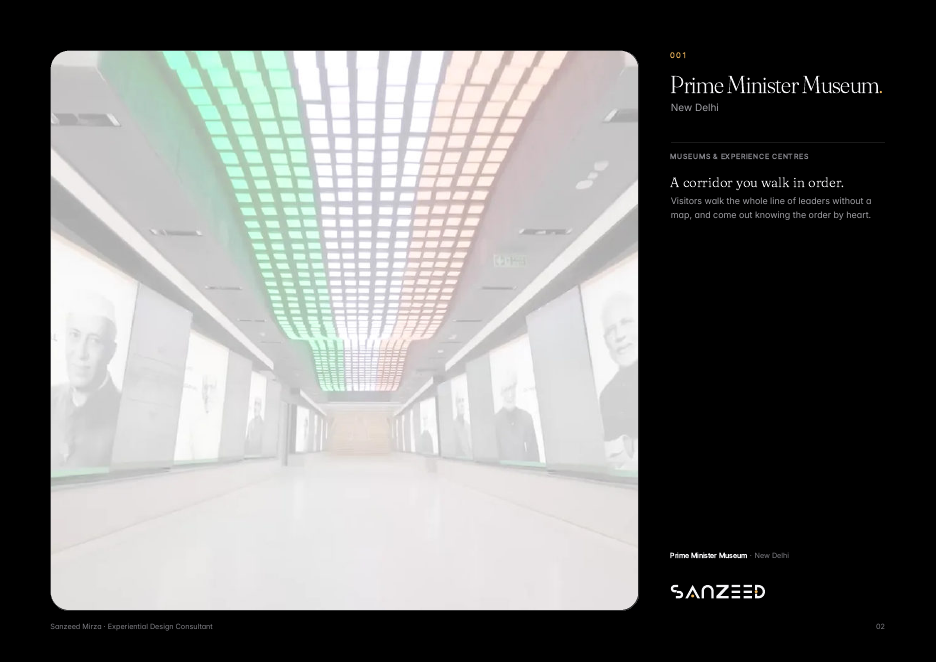 001
Prime Minister Museum.
New Delhi
MUSEUMS & EXPERIENCE CENTRES
A corridor you walk in order.
Visitors walk the whole line of leaders without a
map, and come out knowing the order by heart.
Prime Minister Museum · New Delhi
SANZEED
Sanzeed Mirza · Experiential Design Consultant
02